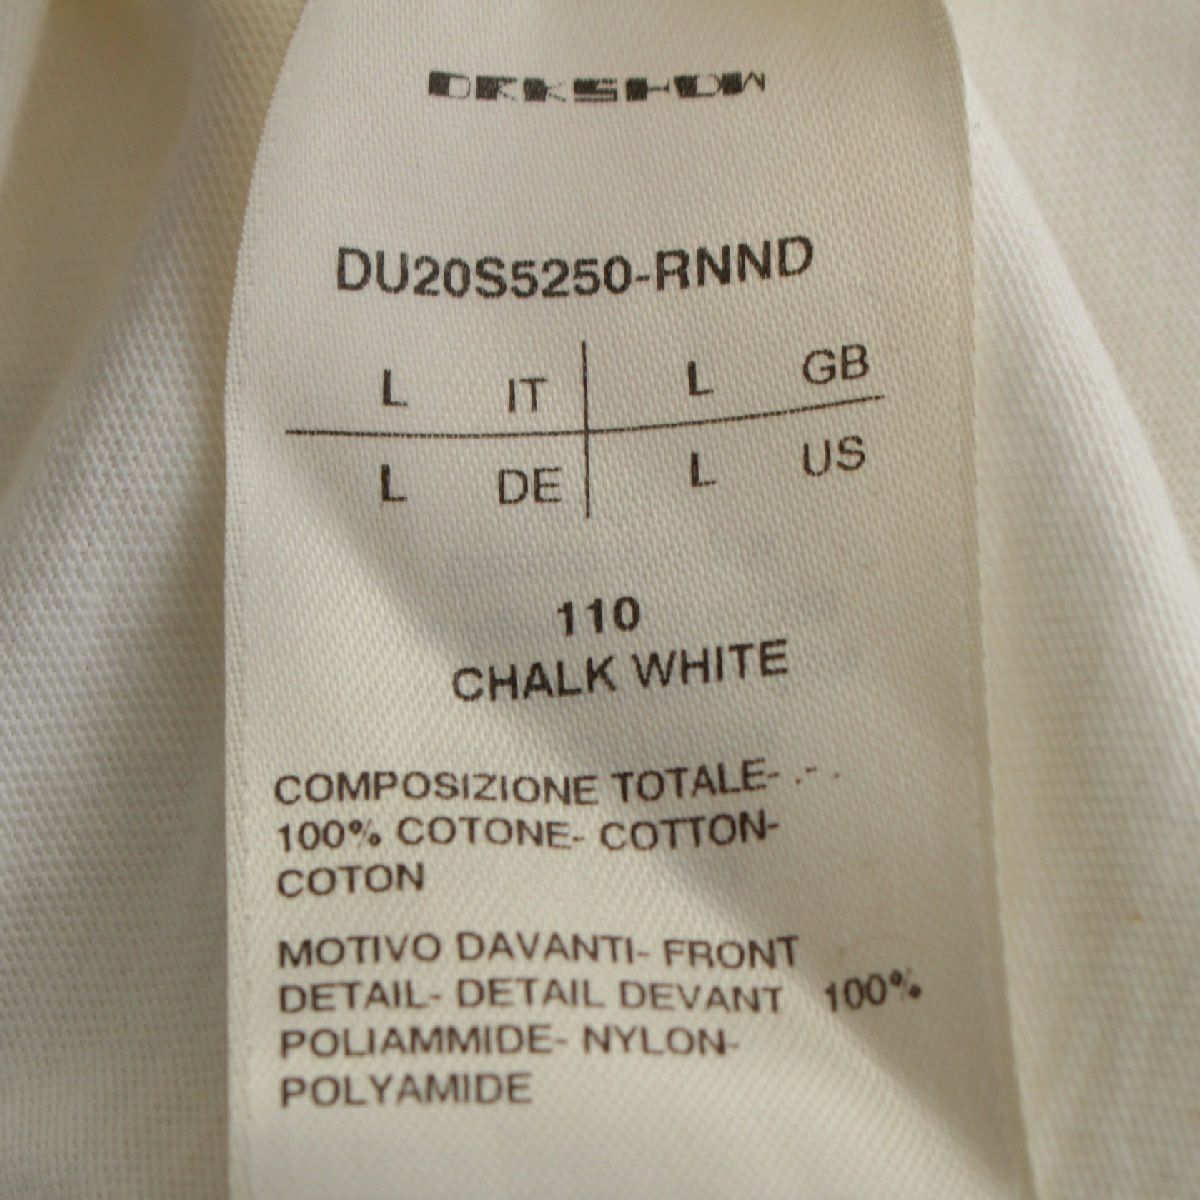 DRKSHDW
DU20S5250-RNND
L IT L GB
L DE L US
110
CHALK WHITE
COMPOSIZIONE TOTALE- .- .
100% COTONE- COTTON-
COTON
MOTIVO DAVANTI- FRONT
DETAIL- DETAIL DEVANT 100%
POLIAMMIDE- NYLON-
POLYAMIDE